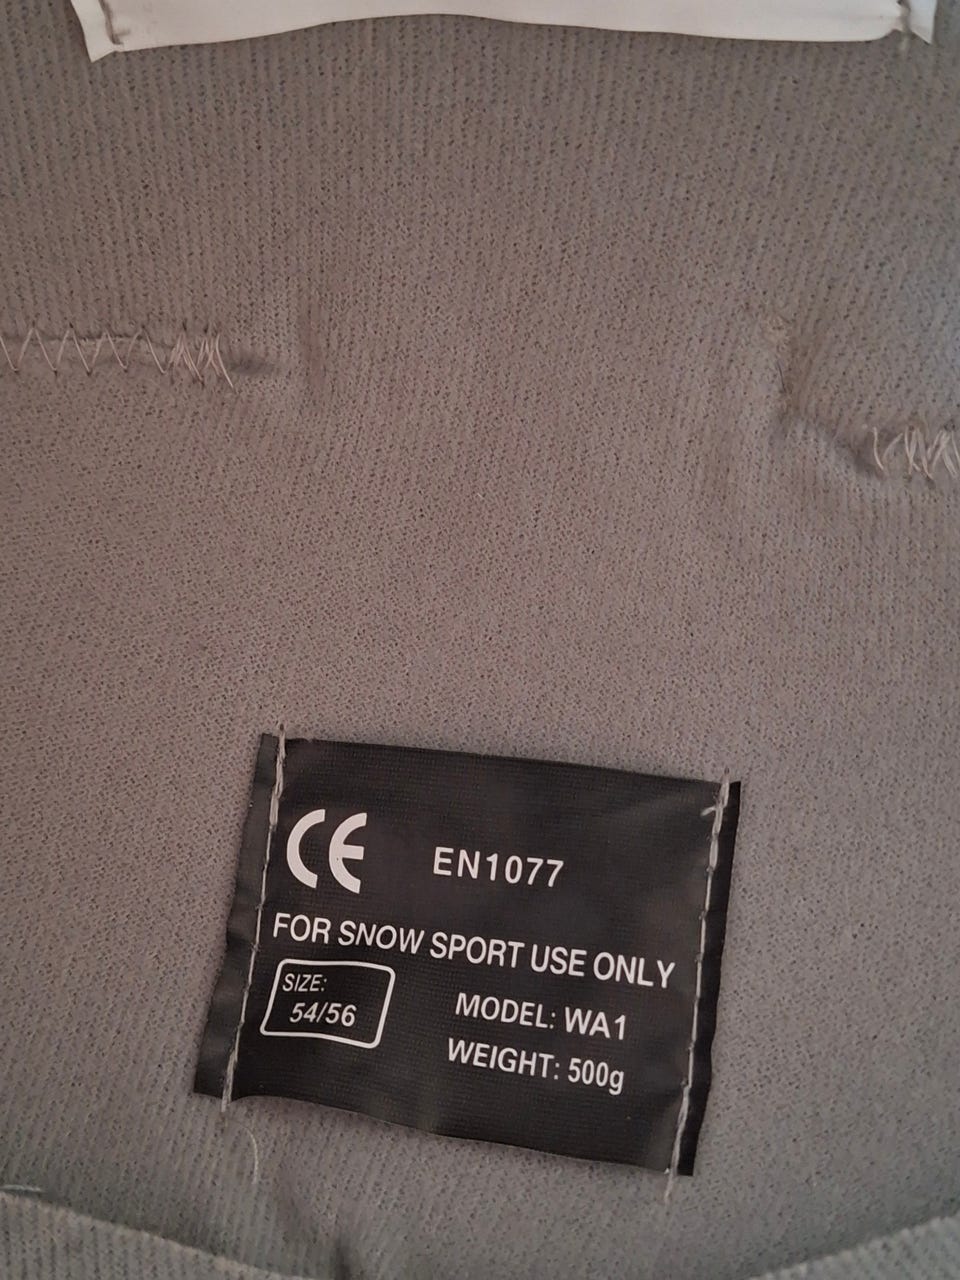 CE EN1077
FOR SNOW SPORT USE ONLY
SIZE:
54/56
MODEL: WA1
WEIGHT: 500g